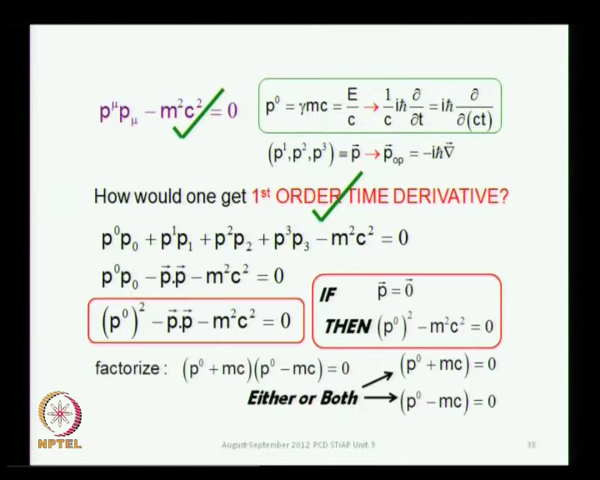 p^μ p_μ − m²c² = 0
p⁰ = γmc = E/c → (1/c) iħ ∂/∂t = iħ ∂/∂(ct)
(p¹, p², p³) = p⃗ → p⃗_op = −iħ∇⃗
How would one get 1st ORDER TIME DERIVATIVE?
p⁰p₀ + p¹p₁ + p²p₂ + p³p₃ − m²c² = 0
p⁰p₀ − p⃗.p⃗ − m²c² = 0
(p⁰)² − p⃗.p⃗ − m²c² = 0
IF p⃗ = 0⃗
THEN (p⁰)² − m²c² = 0
factorize : (p⁰ + mc)(p⁰ − mc) = 0
Either or Both
(p⁰ + mc) = 0
(p⁰ − mc) = 0
NPTEL
August-September 2012 PCD STiAP Unit 3
38